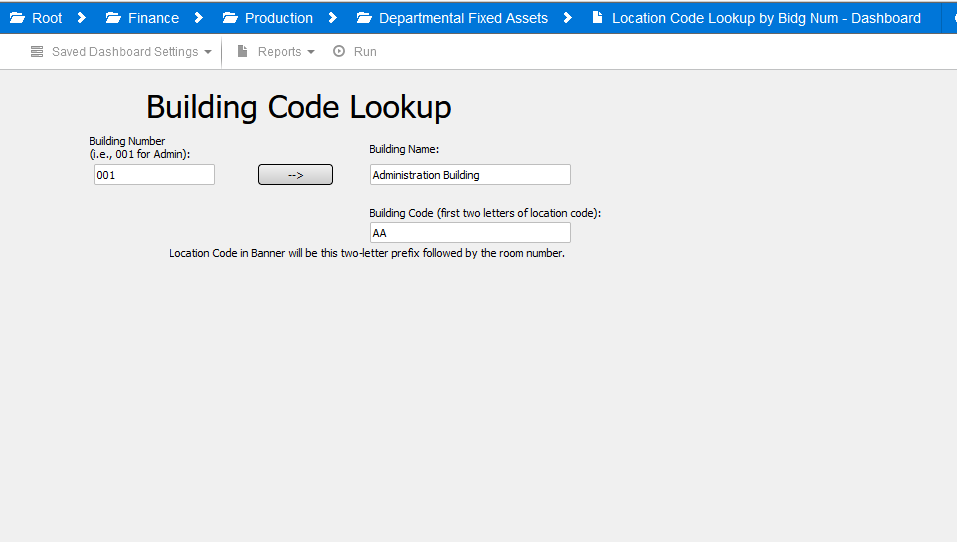 Root Finance Production Departmental Fixed Assets Location Code Lookup by Bidg Num - Dashboard
Saved Dashboard Settings Reports Run
Building Code Lookup
Building Number
(i.e., 001 for Admin):
Building Name:
001
-->
Administration Building
Building Code (first two letters of location code):
AA
Location Code in Banner will be this two-letter prefix followed by the room number.